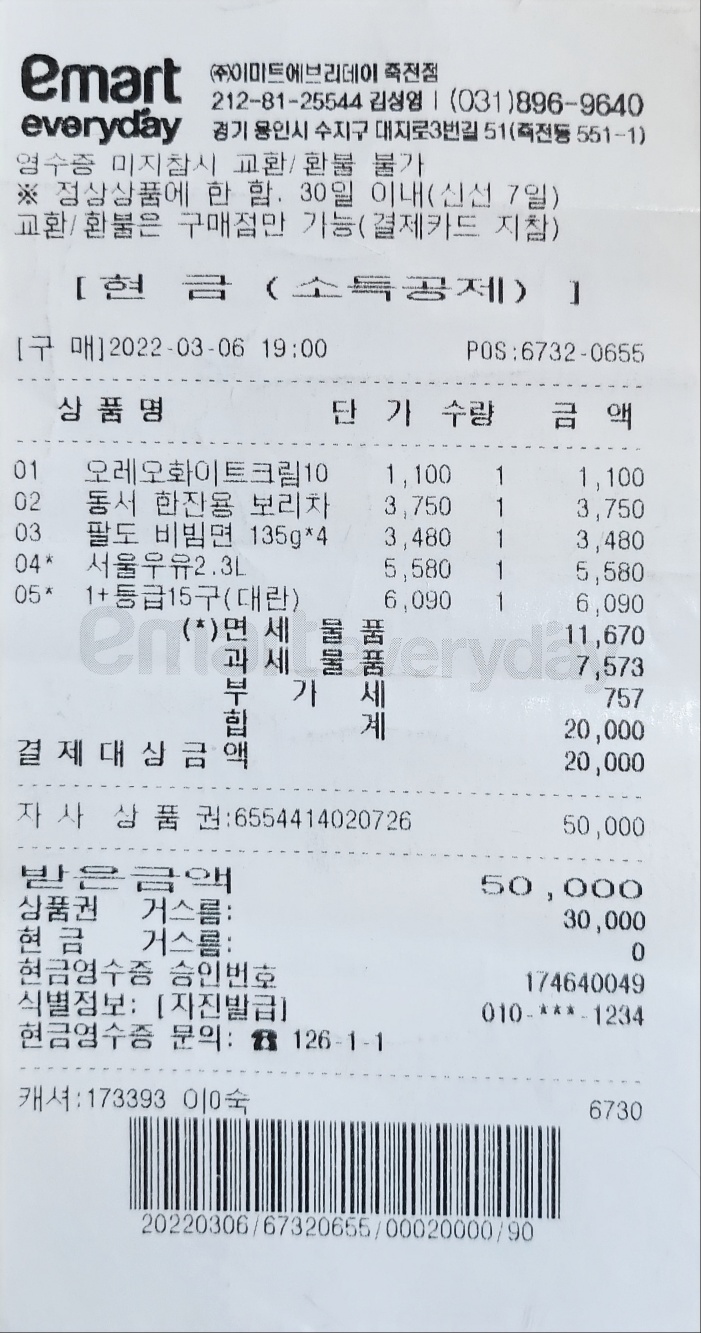 emart everyday
㈜이마트에브리데이 죽전점
212-81-25544 김성영 | (031)896-9640
경기 용인시 수지구 대지로3번길 51(죽전동 551-1)
영수증 미지참시 교환/환불 불가
※ 정상상품에 한 함. 30일 이내(신선 7일)
교환/환불은 구매점만 가능(결제카드 지참)
[ 현 금 ( 소득공제) ]
[구 매]2022-03-06 19:00 POS:6732-0655
상 품 명 단 가 수량 금 액
01 오레오화이트크림10 1,100 1 1,100
02 동서 한잔용 보리차 3,750 1 3,750
03 팔도 비빔면 135g*4 3,480 1 3,480
04* 서울우유2.3L 5,580 1 5,580
05* 1+등급15구(대란) 6,090 1 6,090
(*)면 세 물 품 11,670
과 세 물 품 7,573
부 가 세 757
합 계 20,000
결 제 대 상 금 액 20,000
자 사 상 품 권:6554414020726 50,000
받은금액 50,000
상품권 거스름: 30,000
현 금 거스름: 0
현금영수증 승인번호 174640049
식별정보: [자진발급] 010-***-1234
현금영수증 문의: ☎ 126-1-1
캐셔:173393 이0숙 6730
20220306/67320655/00020000/90